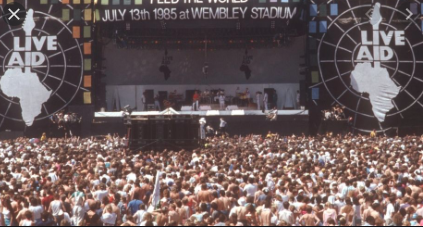 FEED THE WORLD
JULY 13th 1985 at WEMBLEY STADIUM
LIVE
AID
LIVE
AID